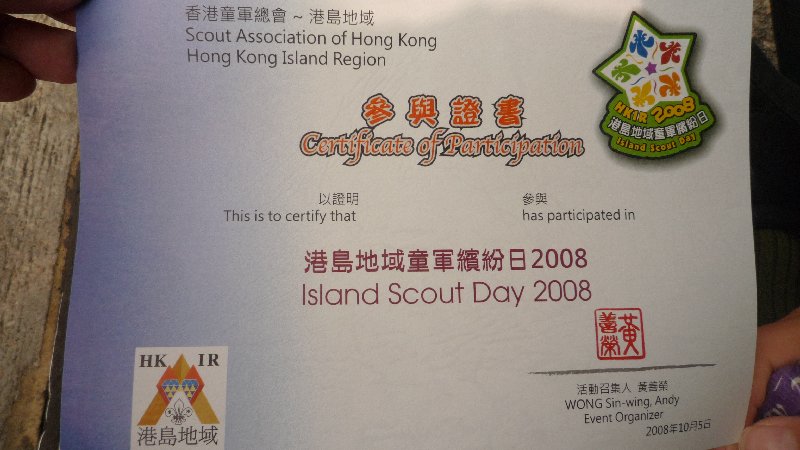 香港童軍總會 ~ 港島地域
Scout Association of Hong Kong
Hong Kong Island Region
HKIR 2008
港島地域童軍繽紛日
Island Scout Day
參與證書
Certificate of Participation
以證明
This is to certify that
參與
has participated in
港島地域童軍繽紛日2008
Island Scout Day 2008
黃善榮
活動召集人 黃善榮
WONG Sin-wing, Andy
Event Organizer
2008年10月5日
HK IR
港島地域